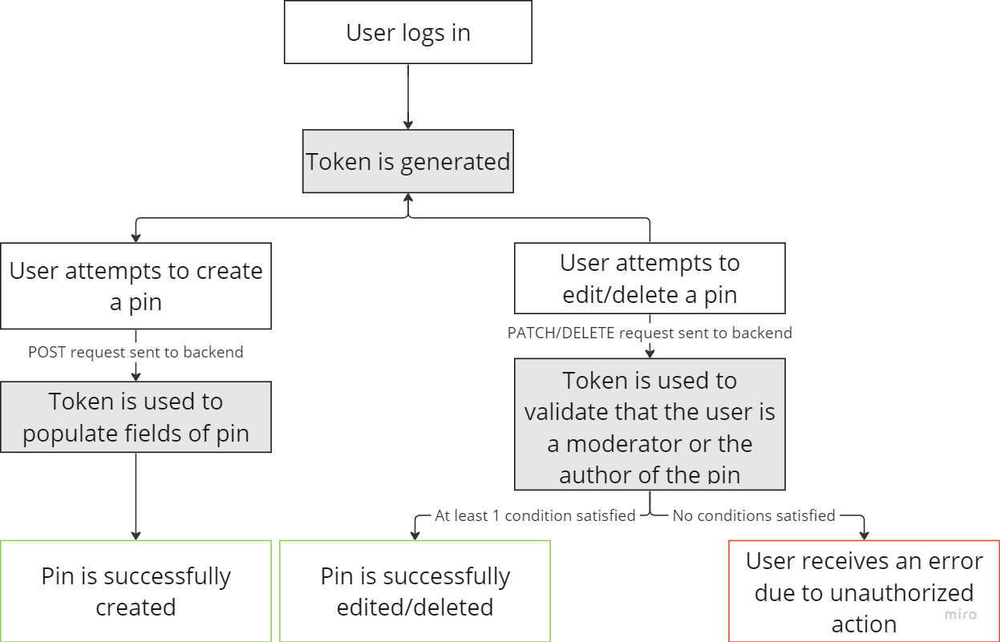 User logs in
Token is generated
User attempts to create
a pin
User attempts to
edit/delete a pin
POST request sent to backend
PATCH/DELETE request sent to backend
Token is used to
populate fields of pin
Token is used to
validate that the user is
a moderator or the
author of the pin
At least 1 condition satisfied
No conditions satisfied
Pin is successfully
created
Pin is successfully
edited/deleted
User receives an error
due to unauthorized
action
miro